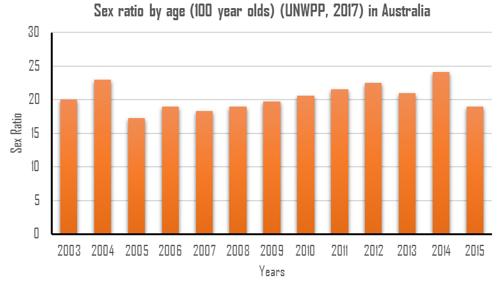 Sex ratio by age (100 year olds) (UNWPP, 2017) in Australia
30
25
20
15
10
5
0
Sex Ratio
2003 2004 2005 2006 2007 2008 2009 2010 2011 2012 2013 2014 2015
Years